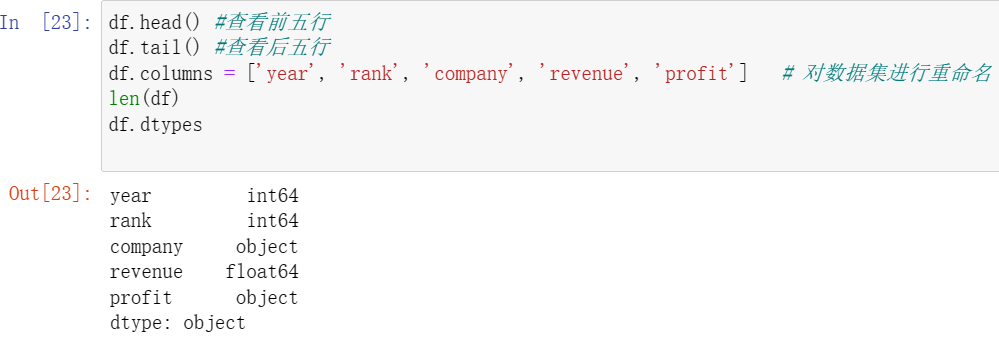 In [23]: df.head() #查看前五行
df.tail() #查看后五行
df.columns = ['year', 'rank', 'company', 'revenue', 'profit'] # 对数据集进行重命名
len(df)
df.dtypes
Out[23]: year int64
rank int64
company object
revenue float64
profit object
dtype: object